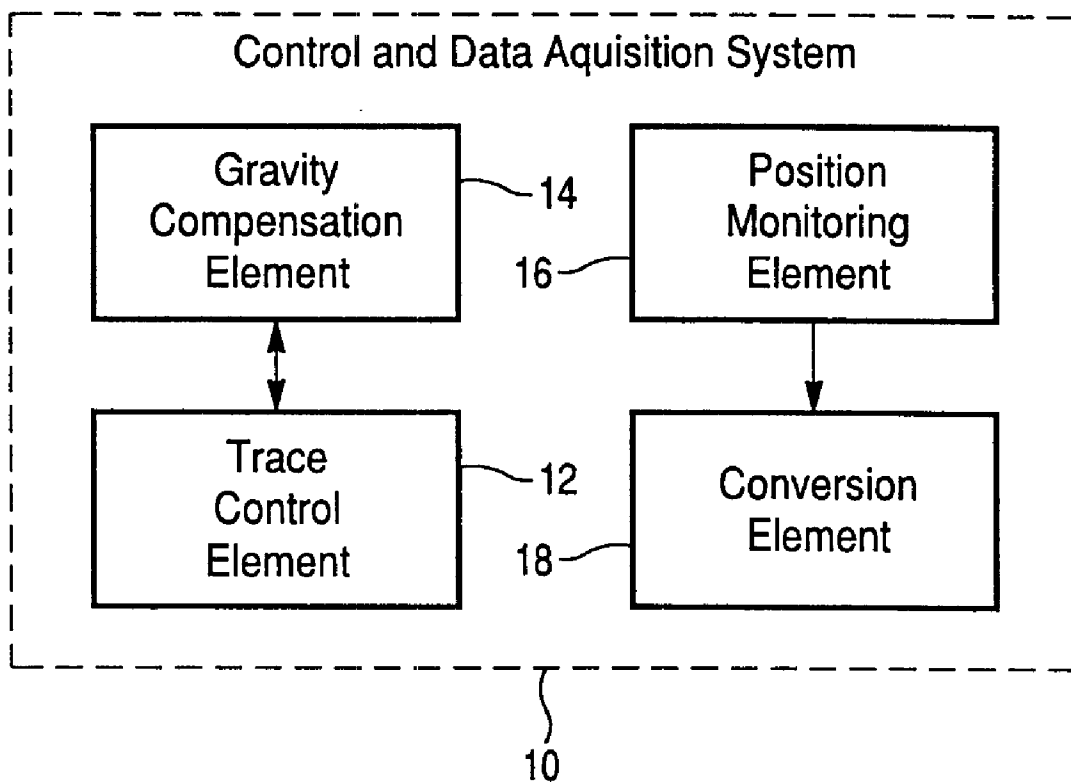 Control and Data Aquisition System
Gravity
Compensation
Element
14
Position
Monitoring
Element
16
Trace
Control
Element
12
Conversion
Element
18
10